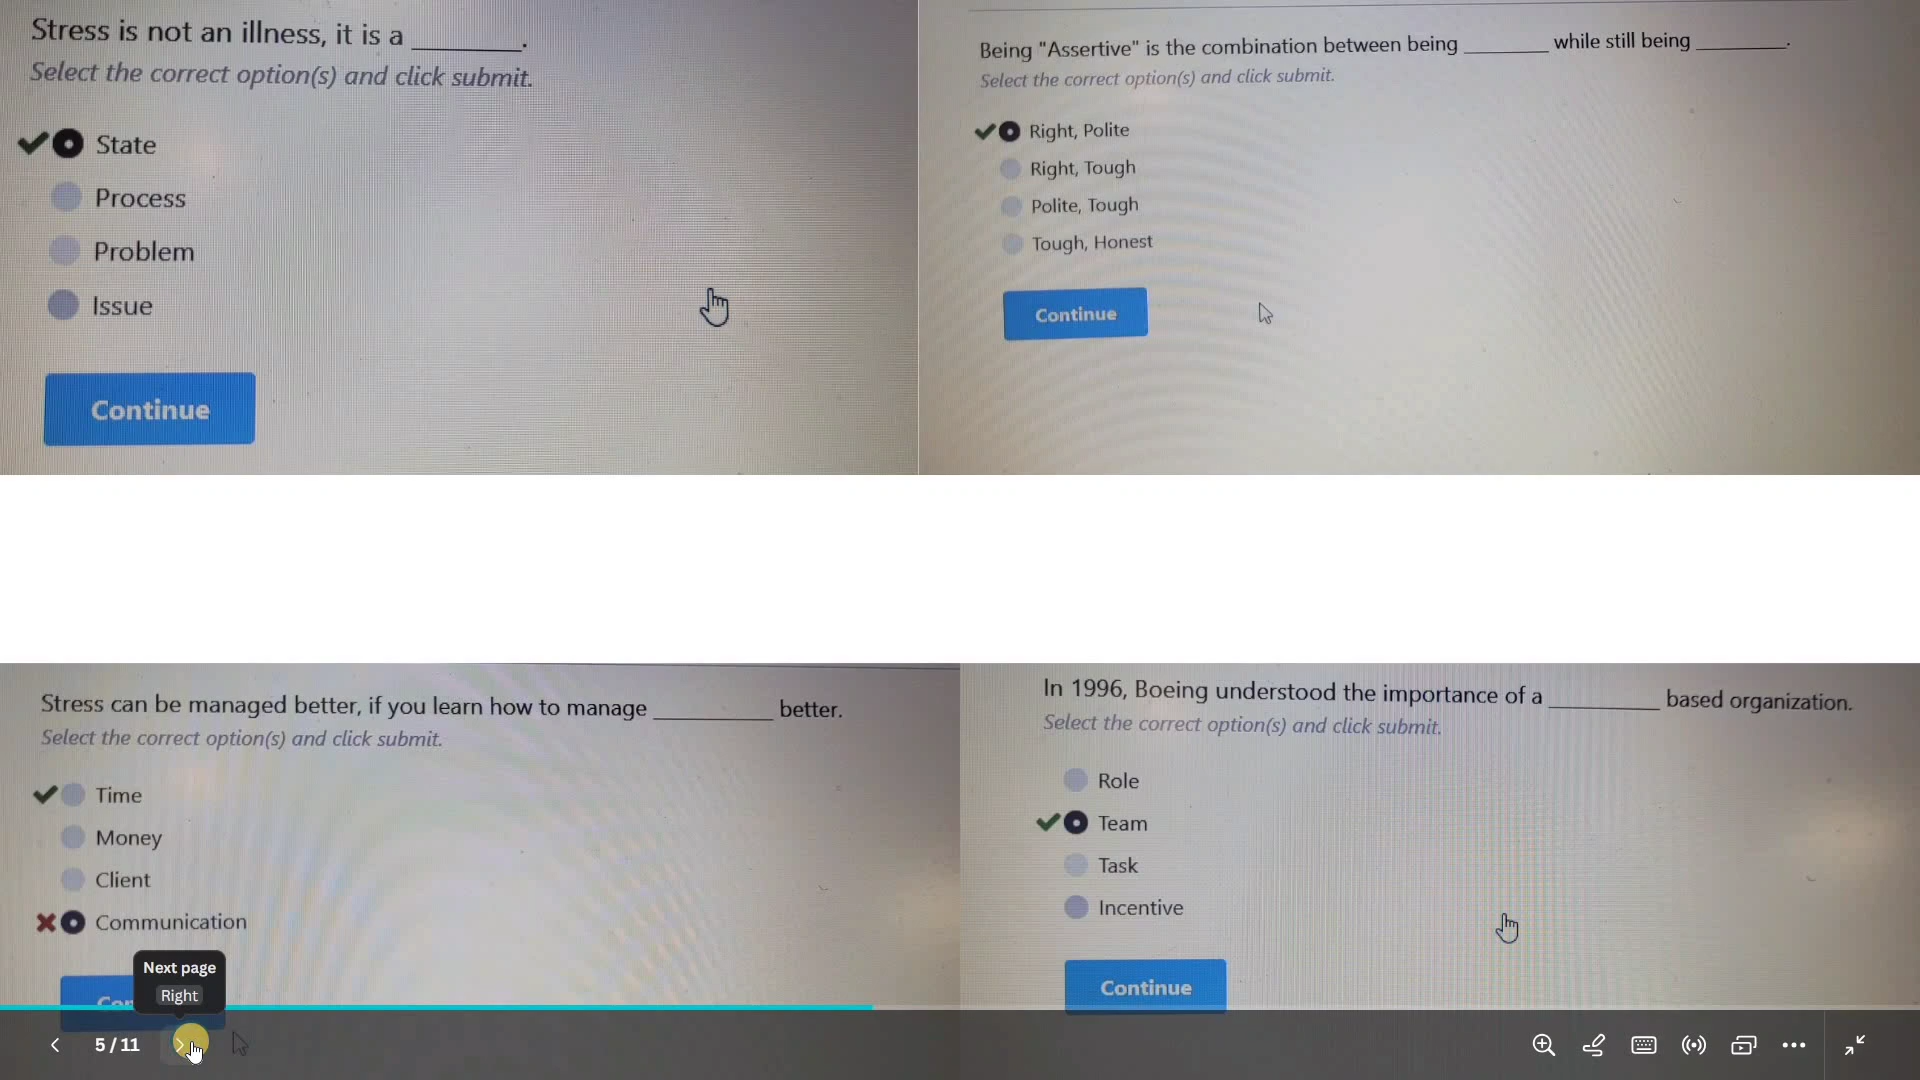 Stress is not an illness, it is a ________.
Select the correct option(s) and click submit.
State
Process
Problem
Issue
Continue
Being "Assertive" is the combination between being ________ while still being ________.
Select the correct option(s) and click submit.
Right, Polite
Right, Tough
Polite, Tough
Tough, Honest
Continue
Stress can be managed better, if you learn how to manage ________ better.
Select the correct option(s) and click submit.
Time
Money
Client
Communication
Next page
Right
5 / 11
In 1996, Boeing understood the importance of a ________ based organization.
Select the correct option(s) and click submit.
Role
Team
Task
Incentive
Continue